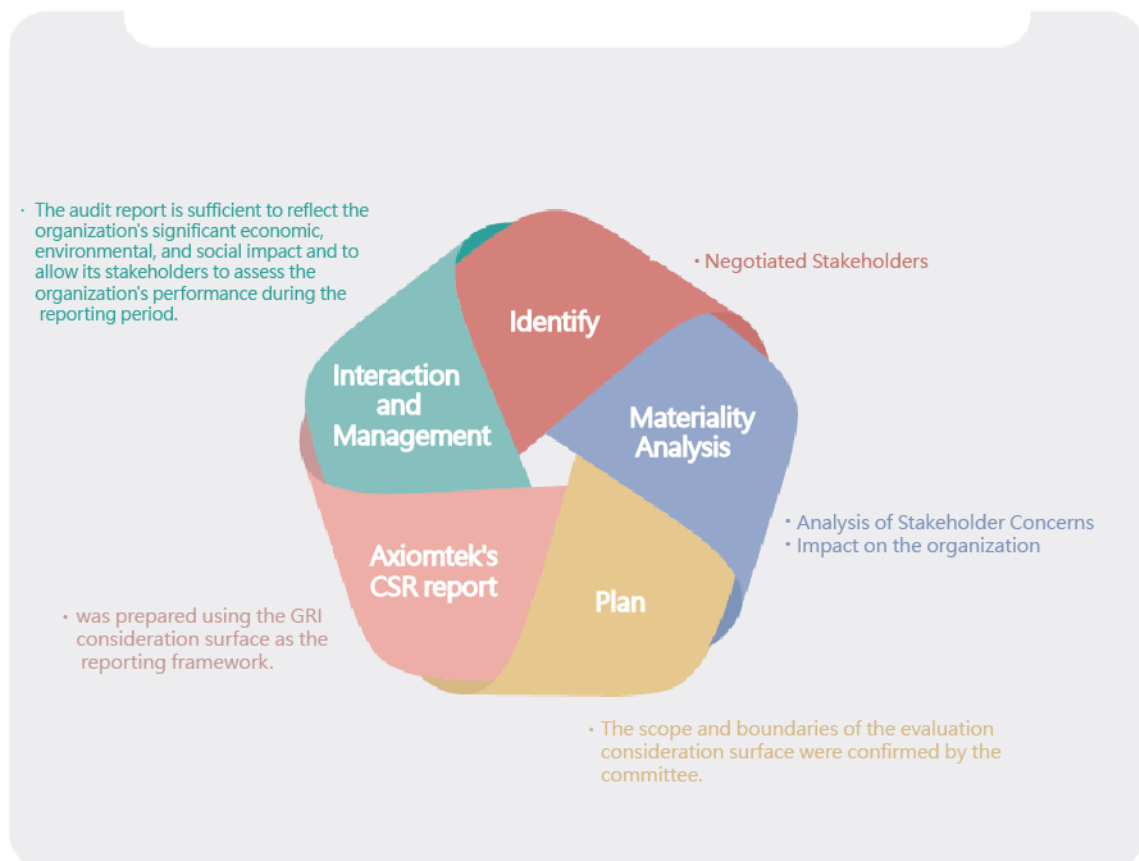 · The audit report is sufficient to reflect the
organization's significant economic,
environmental, and social impact and to
allow its stakeholders to assess the
organization's performance during the
reporting period.
Identify
· Negotiated Stakeholders
Interaction
and
Management
Materiality
Analysis
· Analysis of Stakeholder Concerns
· Impact on the organization
Axiomtek's
CSR report
Plan
· was prepared using the GRI
consideration surface as the
reporting framework.
· The scope and boundaries of the evaluation
consideration surface were confirmed by the
committee.